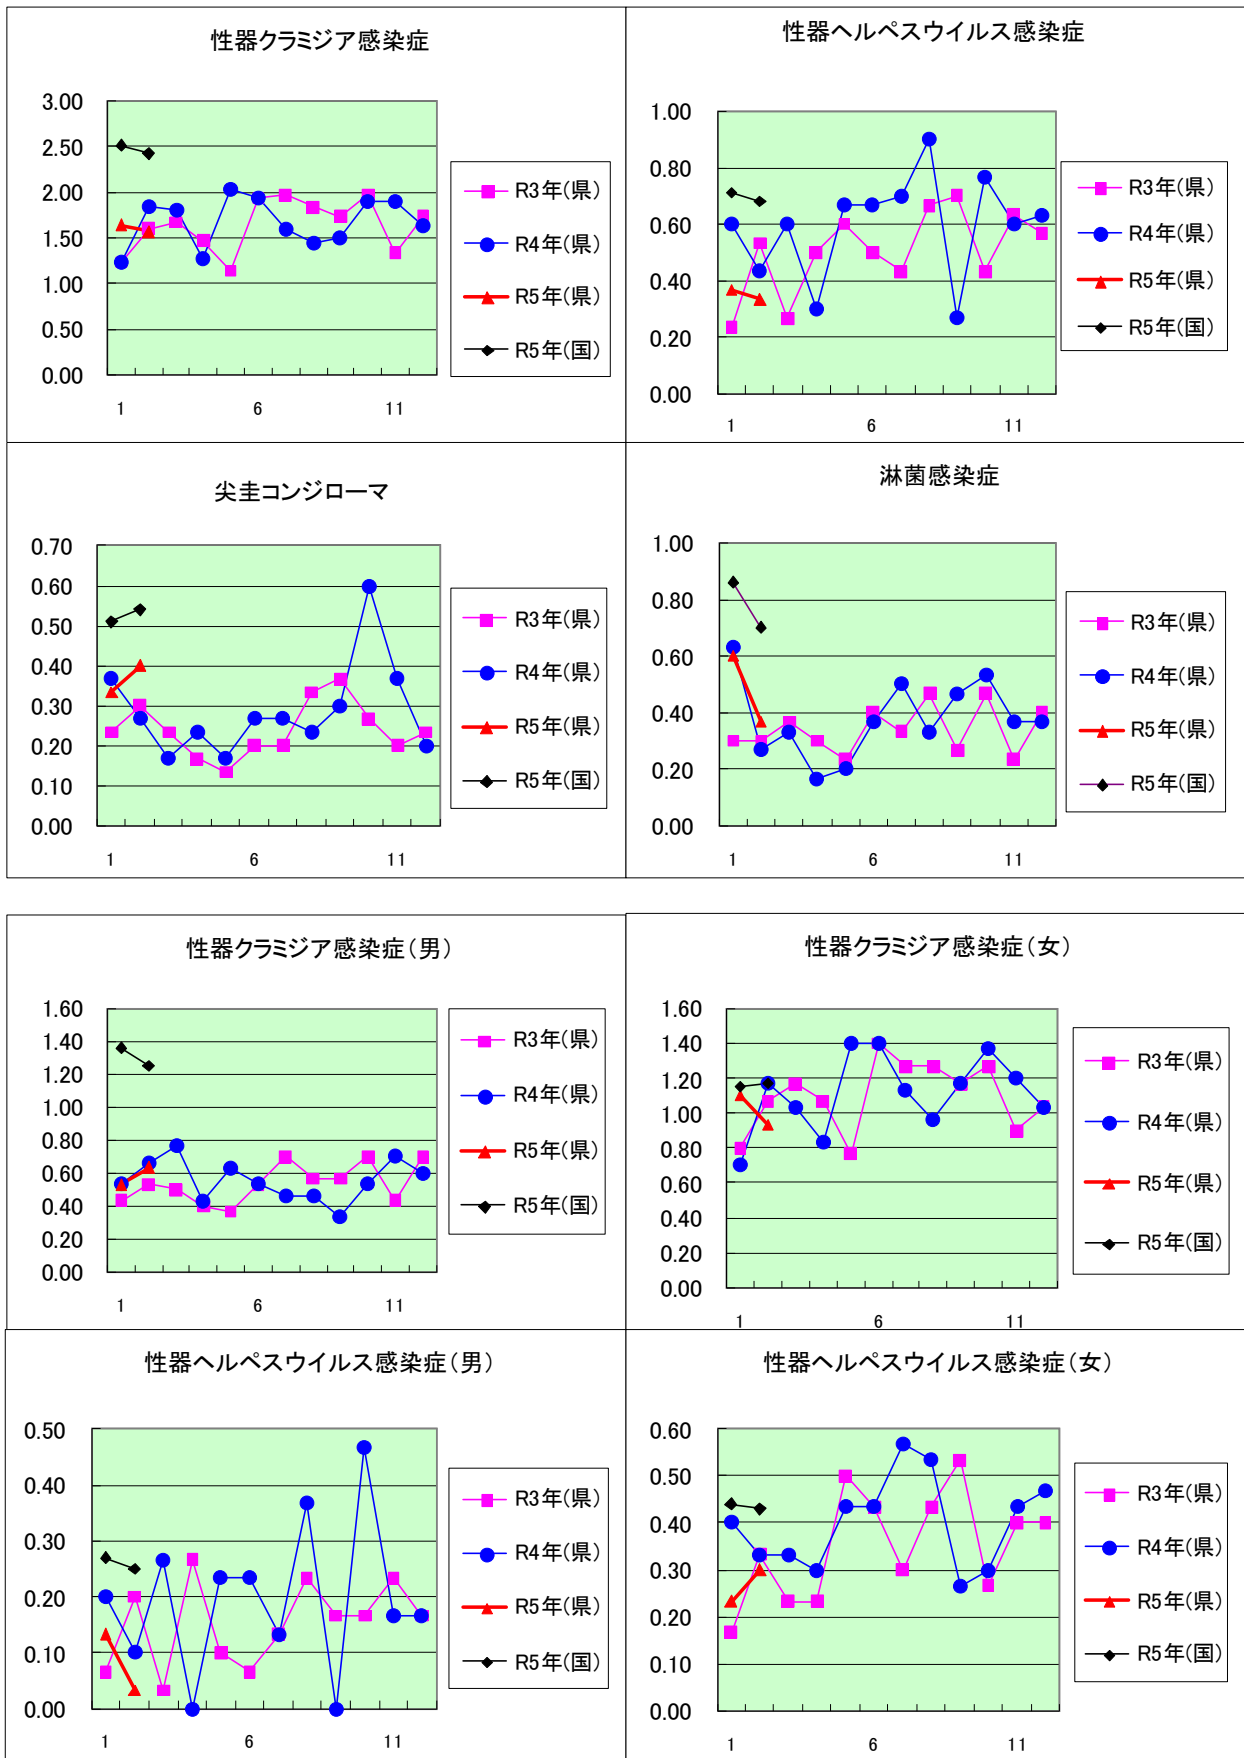 性器クラミジア感染症
3.00
2.50
2.00
1.50
1.00
0.50
0.00
1 6 11
R3年(県)
R4年(県)
R5年(県)
R5年(国)
性器ヘルペスウイルス感染症
1.00
0.80
0.60
0.40
0.20
0.00
1 6 11
R3年(県)
R4年(県)
R5年(県)
R5年(国)
尖圭コンジローマ
0.70
0.60
0.50
0.40
0.30
0.20
0.10
0.00
1 6 11
R3年(県)
R4年(県)
R5年(県)
R5年(国)
淋菌感染症
1.00
0.80
0.60
0.40
0.20
0.00
1 6 11
R3年(県)
R4年(県)
R5年(県)
R5年(国)
性器クラミジア感染症(男)
1.60
1.40
1.20
1.00
0.80
0.60
0.40
0.20
0.00
1 6 11
R3年(県)
R4年(県)
R5年(県)
R5年(国)
性器クラミジア感染症(女)
1.60
1.40
1.20
1.00
0.80
0.60
0.40
0.20
0.00
1 6 11
R3年(県)
R4年(県)
R5年(県)
R5年(国)
性器ヘルペスウイルス感染症(男)
0.50
0.40
0.30
0.20
0.10
0.00
1 6 11
R3年(県)
R4年(県)
R5年(県)
R5年(国)
性器ヘルペスウイルス感染症(女)
0.60
0.50
0.40
0.30
0.20
0.10
0.00
1 6 11
R3年(県)
R4年(県)
R5年(県)
R5年(国)